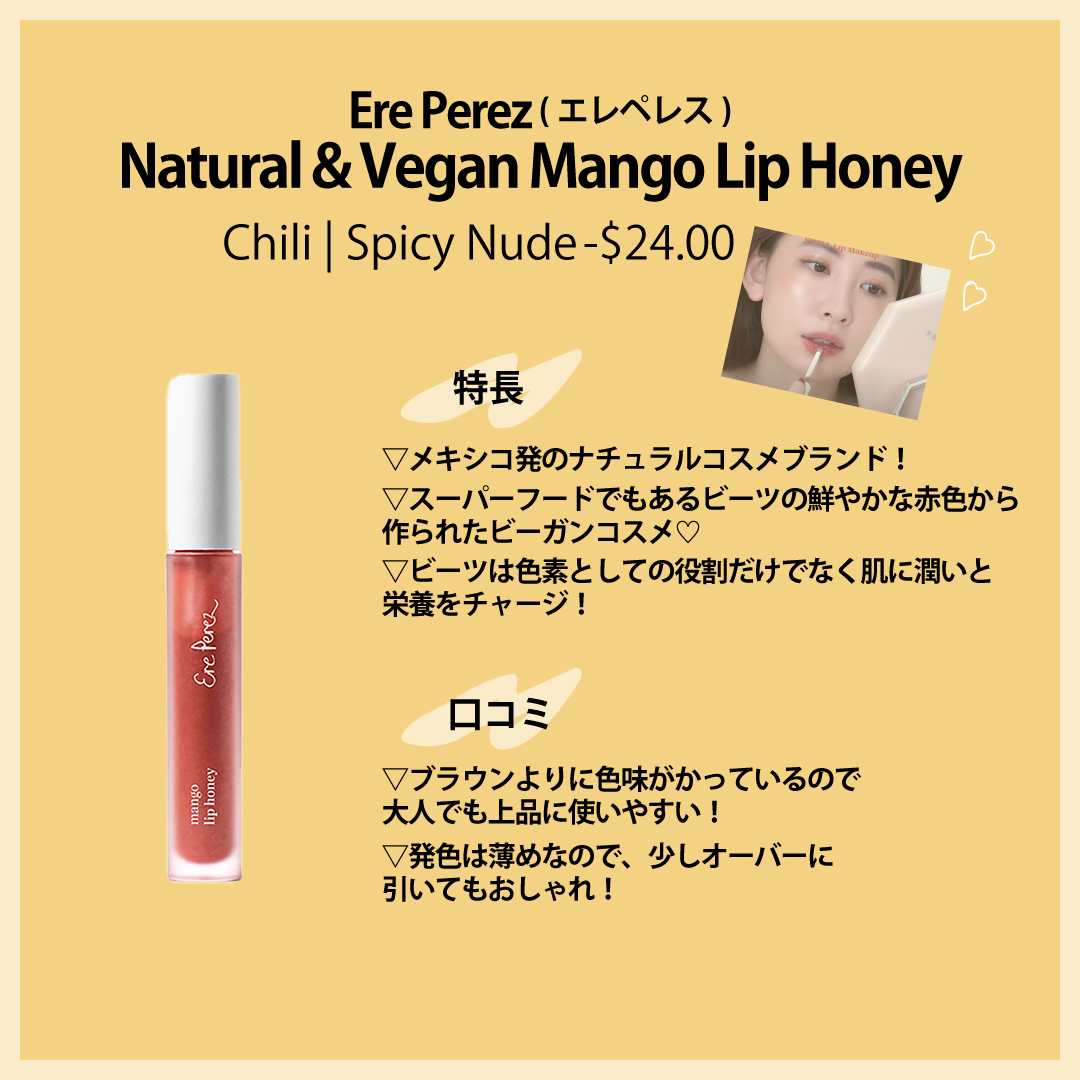 Ere Perez ( エレペレス )
Natural & Vegan Mango Lip Honey
Chili | Spicy Nude -$24.00
Lip Makeup
特長
▽メキシコ発のナチュラルコスメブランド！
▽スーパーフードでもあるビーツの鮮やかな赤色から
作られたビーガンコスメ♡
▽ビーツは色素としての役割だけでなく肌に潤いと
栄養をチャージ！
Ere Perez
mango
lip honey
口コミ
▽ブラウンよりに色味がかっているので
大人でも上品に使いやすい！
▽発色は薄めなので、少しオーバーに
引いてもおしゃれ！